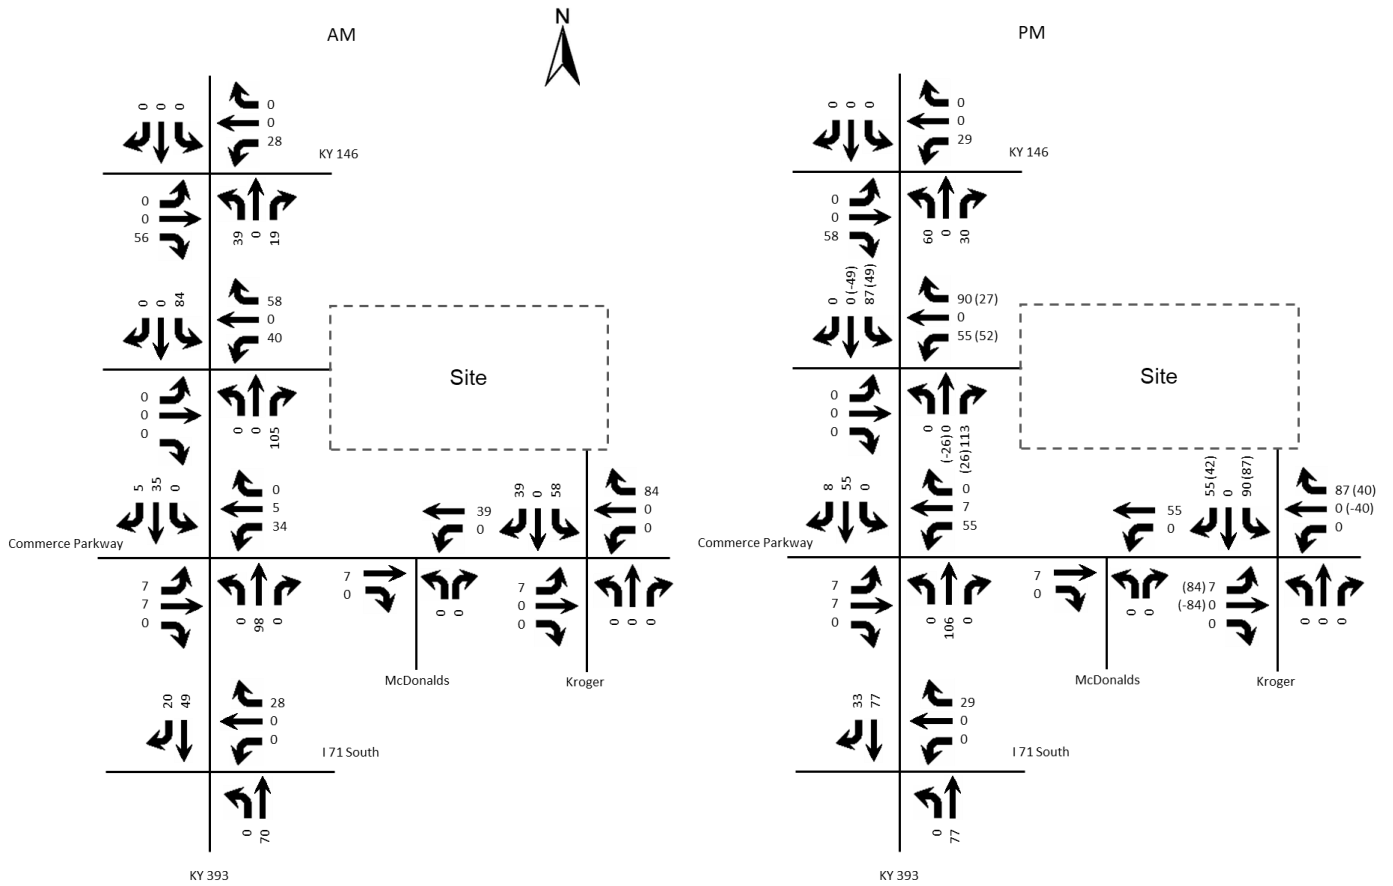 N
AM
PM
0 0 0
0
0
28
KY 146
0
0
56
39 0 19
0 0 84
58
0
40
0
0
0
0 0 105
Site
5 35 0
0
5
34
39
0
39 0 58
84
0
0
Commerce Parkway
7
7
0
0 98 0
7
0
0 0
7
0
0
0 0 0
McDonalds
Kroger
20 49
28
0
0
I 71 South
0 70
KY 393
0 0 0
0
0
29
KY 146
0
0
58
60 0 30
0 0 (-49) 87 (49)
90 (27)
0
55 (52)
0
0
0
0 (-26) 0 (26) 113
Site
8 55 0
0
7
55
55
0
55 (42) 0 90 (87)
87 (40)
0 (-40)
0
Commerce Parkway
7
7
0
0 106 0
7
0
0 0
(84) 7
(-84) 0
0
0 0 0
McDonalds
Kroger
33 77
29
0
0
I 71 South
0 77
KY 393